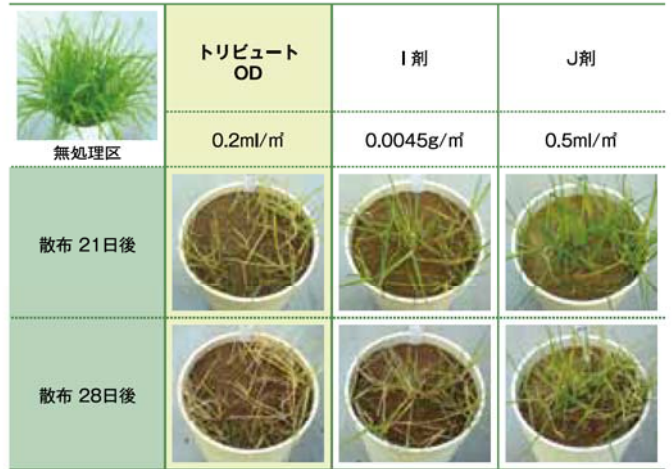 トリビュート
OD
I 剤
J剤
無処理区
0.2ml/㎡
0.0045g/㎡
0.5ml/㎡
散布 21日後
散布 28日後